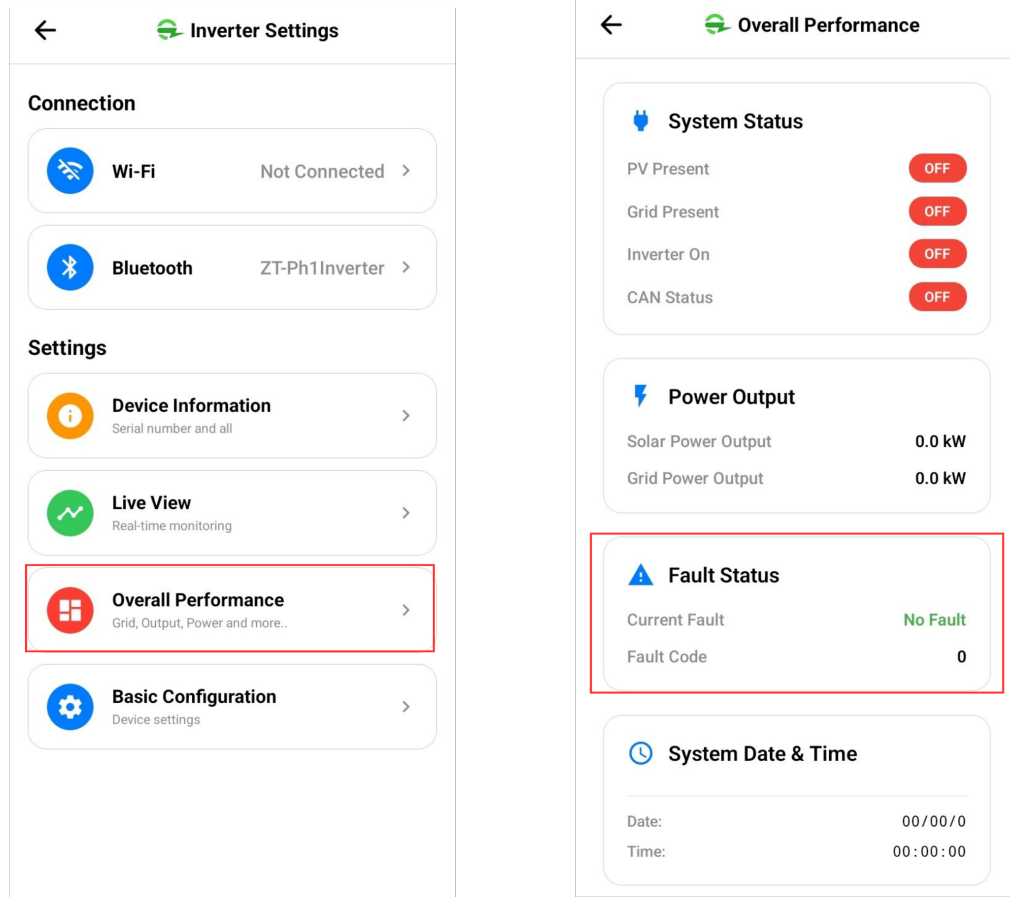 Inverter Settings
Connection
Wi-Fi Not Connected
Bluetooth ZT-Ph1Inverter
Settings
Device Information
Serial number and all
Live View
Real-time monitoring
Overall Performance
Grid, Output, Power and more..
Basic Configuration
Device settings
Overall Performance
System Status
PV Present OFF
Grid Present OFF
Inverter On OFF
CAN Status OFF
Power Output
Solar Power Output 0.0 kW
Grid Power Output 0.0 kW
Fault Status
Current Fault No Fault
Fault Code 0
System Date & Time
Date: 00/00/0
Time: 00:00:00